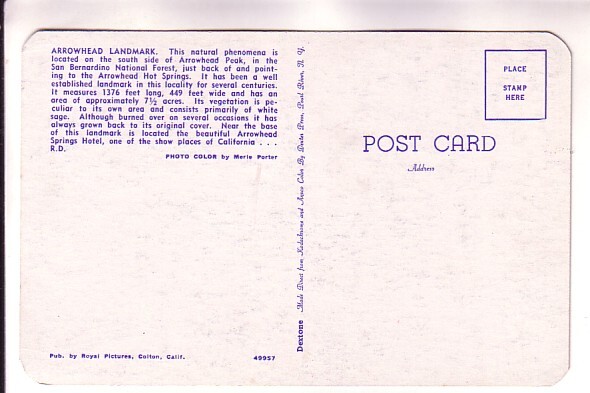 ARROWHEAD LANDMARK. This natural phenomena is
located on the south side of Arrowhead Peak, in the
San Bernardino National Forest, just back of and point-
ing to the Arrowhead Hot Springs. It has been a well
established landmark in this locality for several centuries.
It measures 1376 feet long, 449 feet wide and has an
area of approximately 7½ acres. Its vegetation is pe-
culiar to its own area and consists primarily of white
sage. Although burned over on several occasions it has
always grown back to its original cover. Near the base
of this landmark is located the beautiful Arrowhead
Springs Hotel, one of the show places of California . . .
R.D.
PHOTO COLOR by Merle Porter
Pub. by Royal Pictures, Colton, Calif.
49957
Dextone Made Direct from Kodachrome and Ansco Color By Dexter Press, Pearl River, N. Y.
PLACE
STAMP
HERE
POST CARD
Address